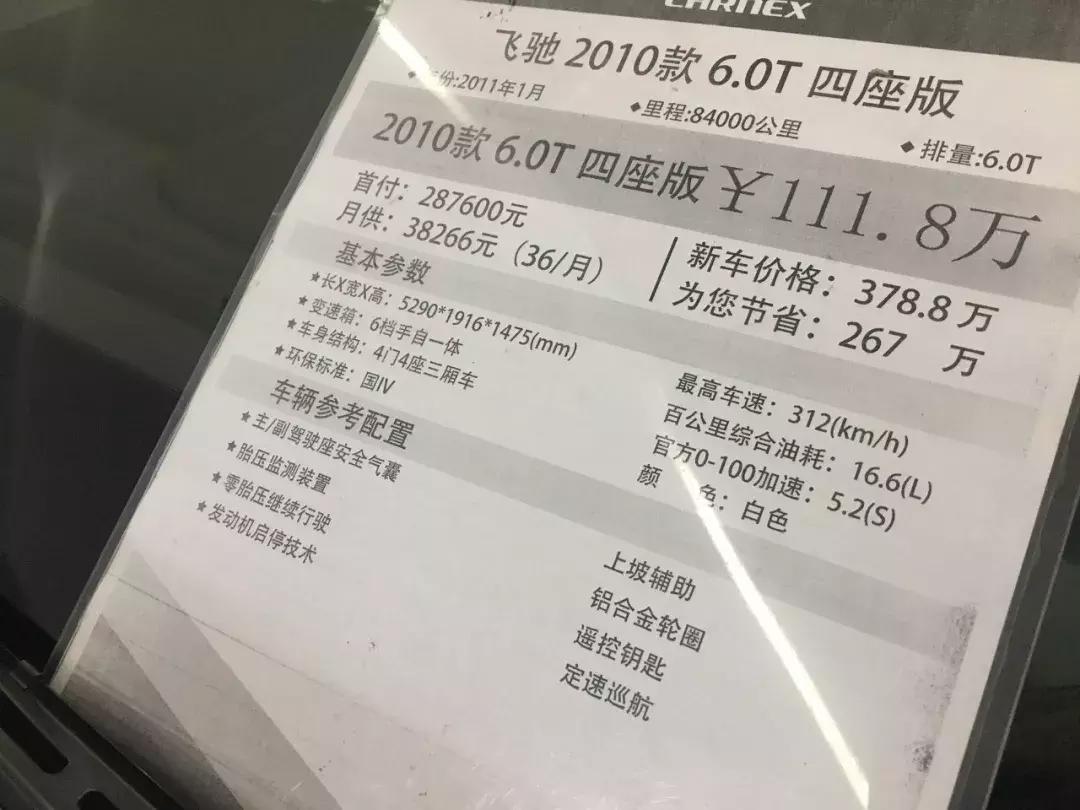 CARNEX
飞驰 2010款 6.0T 四座版
份:2011年1月 ◆里程:84000公里 ◆排量:6.0T
2010款 6.0T 四座版 ￥111.8万
首付：287600元
月供：38266元（36/月）
新车价格：378.8 万
为您节省：267 万
基本参数
★长X宽X高：5290*1916*1475(mm)
★变速箱：6档手自一体
★车身结构：4门4座三厢车
★环保标准：国IV
最高车速：312(km/h)
百公里综合油耗：16.6(L)
官方0-100加速：5.2(S)
颜 色：白色
车辆参考配置
★主/副驾驶座安全气囊
★胎压监测装置
★零胎压继续行驶
★发动机启停技术
上坡辅助
铝合金轮圈
遥控钥匙
定速巡航